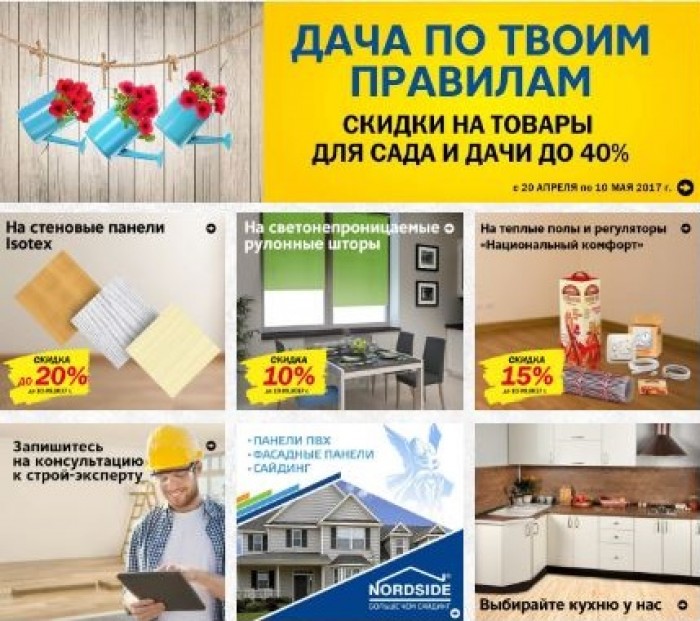 ДАЧА ПО ТВОИМ
ПРАВИЛАМ
СКИДКИ НА ТОВАРЫ
ДЛЯ САДА И ДАЧИ ДО 40%
с 20 АПРЕЛЯ по 10 МАЯ 2017 г.
На стеновые панели
Isotex
СКИДКА
ДО 20%
На светонепроницаемые
рулонные шторы
СКИДКА
10%
На теплые полы и регуляторы
«Национальный комфорт»
СКИДКА
15%
Запишитесь
на консультацию
к строй-эксперту
· ПАНЕЛИ ПВХ
· ФАСАДНЫЕ ПАНЕЛИ
· САЙДИНГ
NORDSIDE
БОЛЬШЕ ЧЕМ САЙДИНГ
Выбирайте кухню у нас